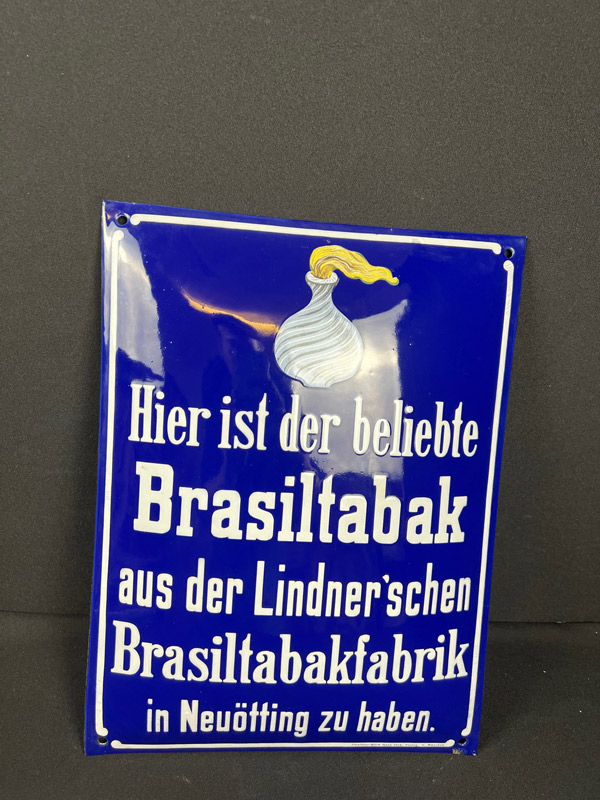 Hier ist der beliebte
Brasiltabak
aus der Lindner'schen
Brasiltabakfabrik
in Neuötting zu haben.